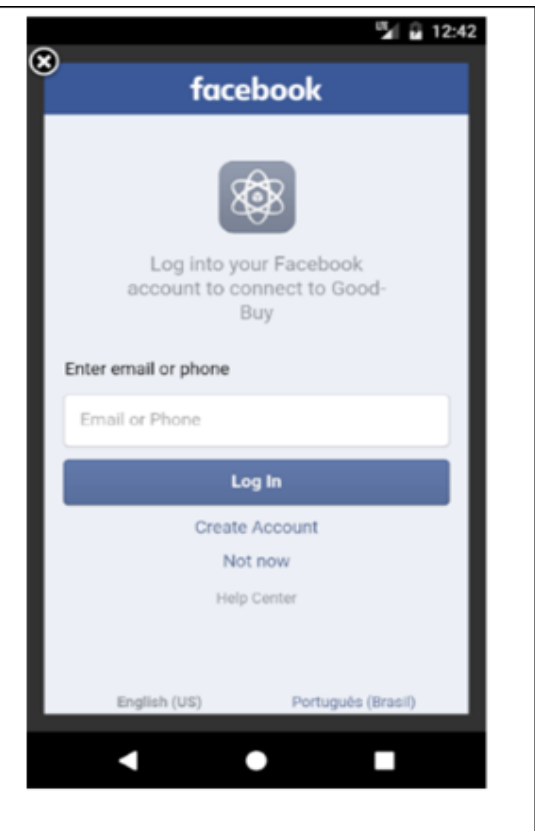 LTE 12:42
facebook
Log into your Facebook
account to connect to Good-
Buy
Enter email or phone
Email or Phone
Log In
Create Account
Not now
Help Center
English (US) Português (Brasil)